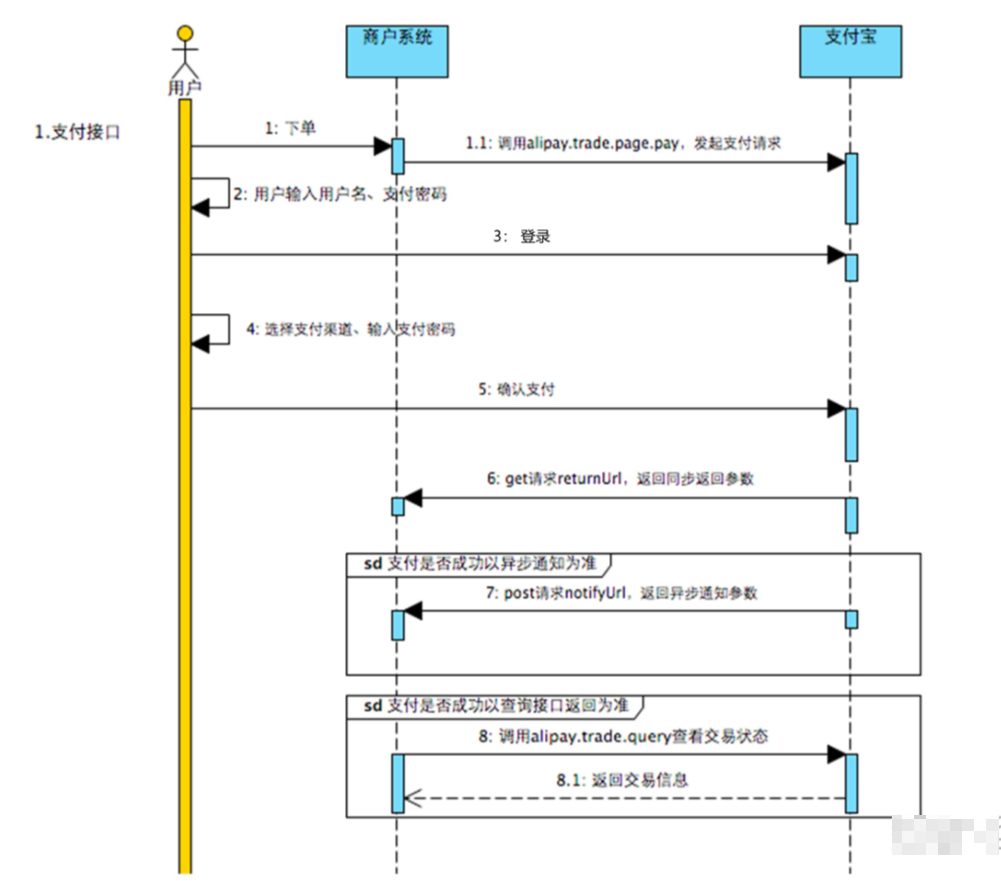 商户系统
支付宝
用户
1.支付接口
1: 下单
1.1: 调用alipay.trade.page.pay，发起支付请求
2: 用户输入用户名、支付密码
3: 登录
4: 选择支付渠道、输入支付密码
5: 确认支付
6: get请求returnUrl，返回同步返回参数
sd 支付是否成功以异步通知为准
7: post请求notifyUrl，返回异步通知参数
sd 支付是否成功以查询接口返回为准
8: 调用alipay.trade.query查看交易状态
8.1: 返回交易信息